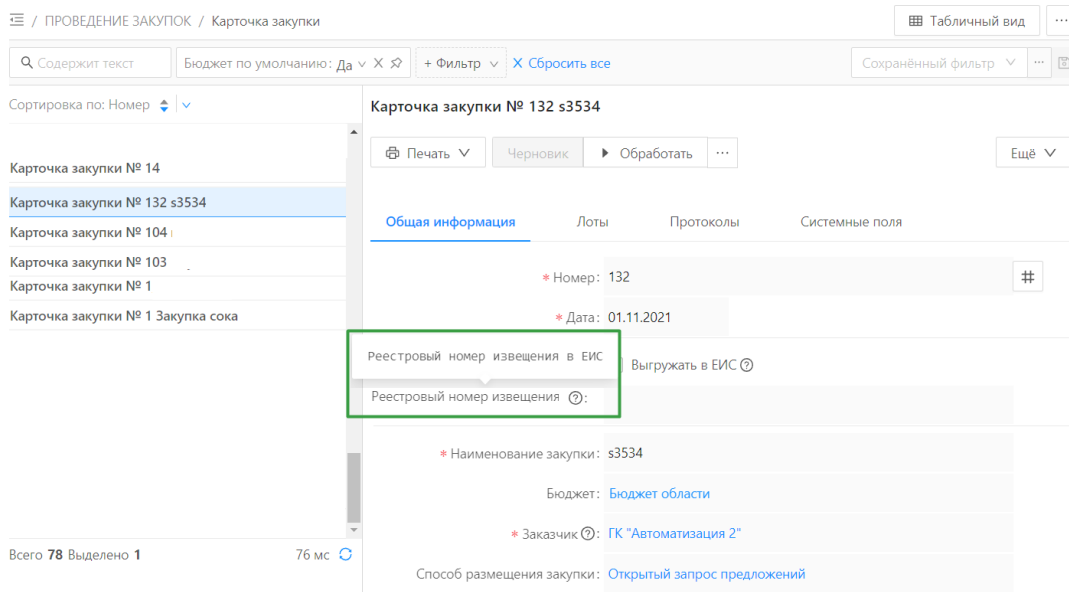 / ПРОВЕДЕНИЕ ЗАКУПОК / Карточка закупки
Табличный вид ...
Содержит текст
Бюджет по умолчанию: Да
+ Фильтр
X Сбросить все
Сохранённый фильтр ...
Сортировка по: Номер
Карточка закупки № 14
Карточка закупки № 132 s3534
Карточка закупки № 104
Карточка закупки № 103
Карточка закупки № 1
Карточка закупки № 1 Закупка сока
Всего 78 Выделено 1
76 мс
Карточка закупки № 132 s3534
Печать
Черновик
Обработать
...
Ещё
Общая информация
Лоты
Протоколы
Системные поля
* Номер: 132 #
* Дата: 01.11.2021
Реестровый номер извещения в ЕИС
Выгружать в ЕИС ?
Реестровый номер извещения ?:
* Наименование закупки: s3534
Бюджет: Бюджет области
* Заказчик ?: ГК "Автоматизация 2"
Способ размещения закупки: Открытый запрос предложений